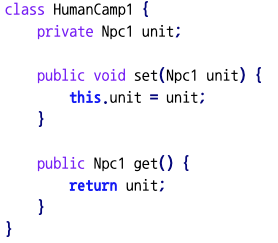 class HumanCamp1 {
    private Npc1 unit;

    public void set(Npc1 unit) {
        this.unit = unit;
    }

    public Npc1 get() {
        return unit;
    }
}